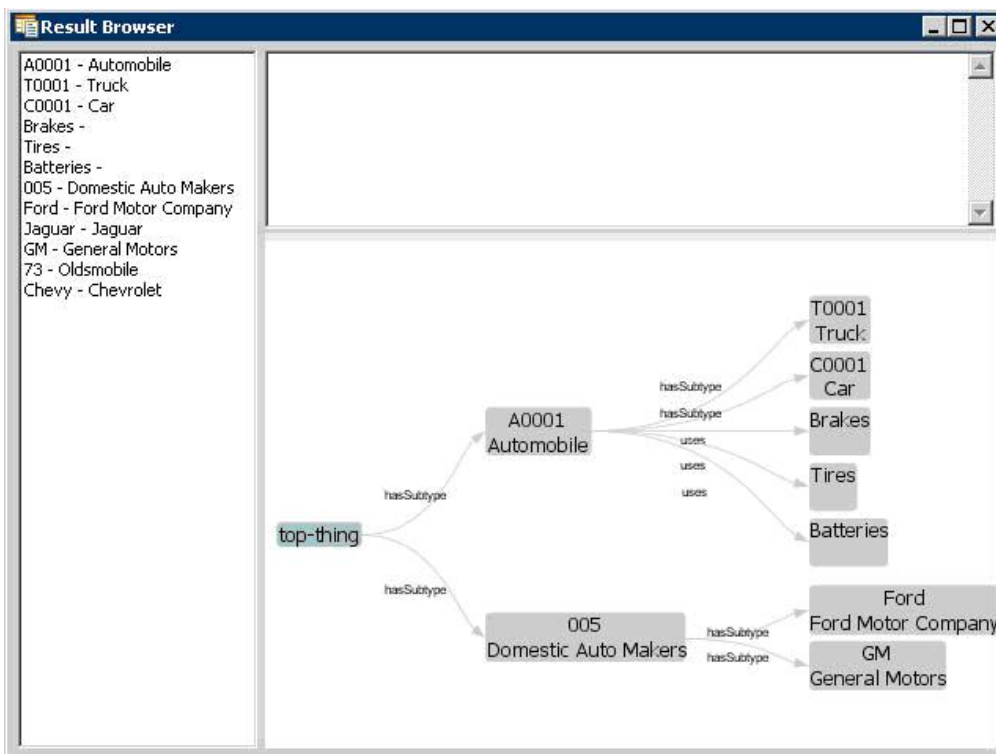 Result Browser
A0001 - Automobile
T0001 - Truck
C0001 - Car
Brakes -
Tires -
Batteries -
005 - Domestic Auto Makers
Ford - Ford Motor Company
Jaguar - Jaguar
GM - General Motors
73 - Oldsmobile
Chevy - Chevrolet
top-thing
hasSubtype
hasSubtype
A0001
Automobile
005
Domestic Auto Makers
hasSubtype
hasSubtype
uses
uses
uses
hasSubtype
hasSubtype
T0001
Truck
C0001
Car
Brakes
Tires
Batteries
Ford
Ford Motor Company
GM
General Motors